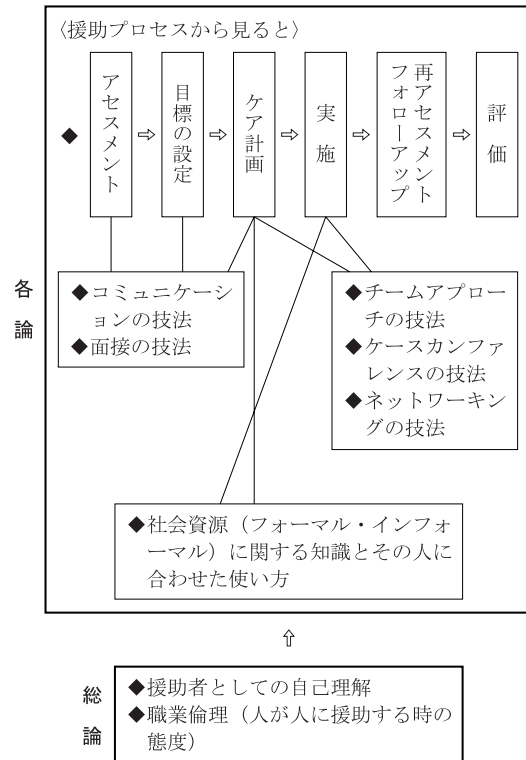 〈援助プロセスから見ると〉
◆
アセスメント
⇨
目標の設定
⇨
ケア計画
⇨
実施
⇨
再アセスメント
フォローアップ
⇨
評価
各論
◆コミュニケーシ
ョンの技法
◆面接の技法
◆チームアプロー
チの技法
◆ケースカンファ
レンスの技法
◆ネットワーキン
グの技法
◆社会資源（フォーマル・インフォ
ーマル）に関する知識とその人に
合わせた使い方
⇧
総論
◆援助者としての自己理解
◆職業倫理（人が人に援助する時の
態度）